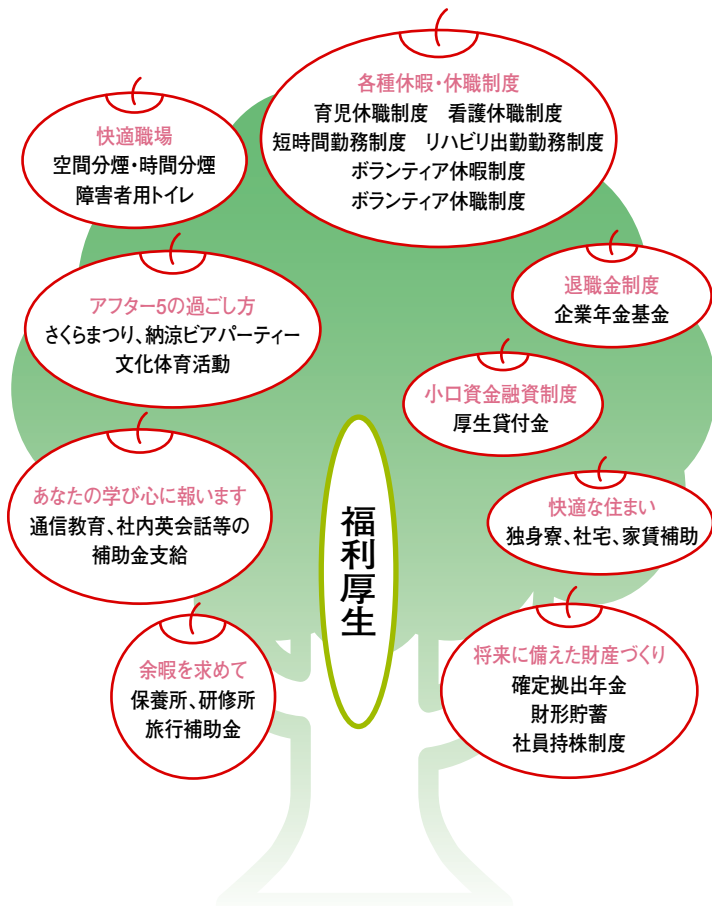 各種休暇・休職制度
育児休職制度　看護休職制度
短時間勤務制度　リハビリ出勤勤務制度
ボランティア休暇制度
ボランティア休職制度
快適職場
空間分煙・時間分煙
障害者用トイレ
アフター5の過ごし方
さくらまつり、納涼ビアパーティー
文化体育活動
退職金制度
企業年金基金
小口資金融資制度
厚生貸付金
あなたの学び心に報います
通信教育、社内英会話等の
補助金支給
快適な住まい
独身寮、社宅、家賃補助
福利厚生
余暇を求めて
保養所、研修所
旅行補助金
将来に備えた財産づくり
確定拠出年金
財形貯蓄
社員持株制度